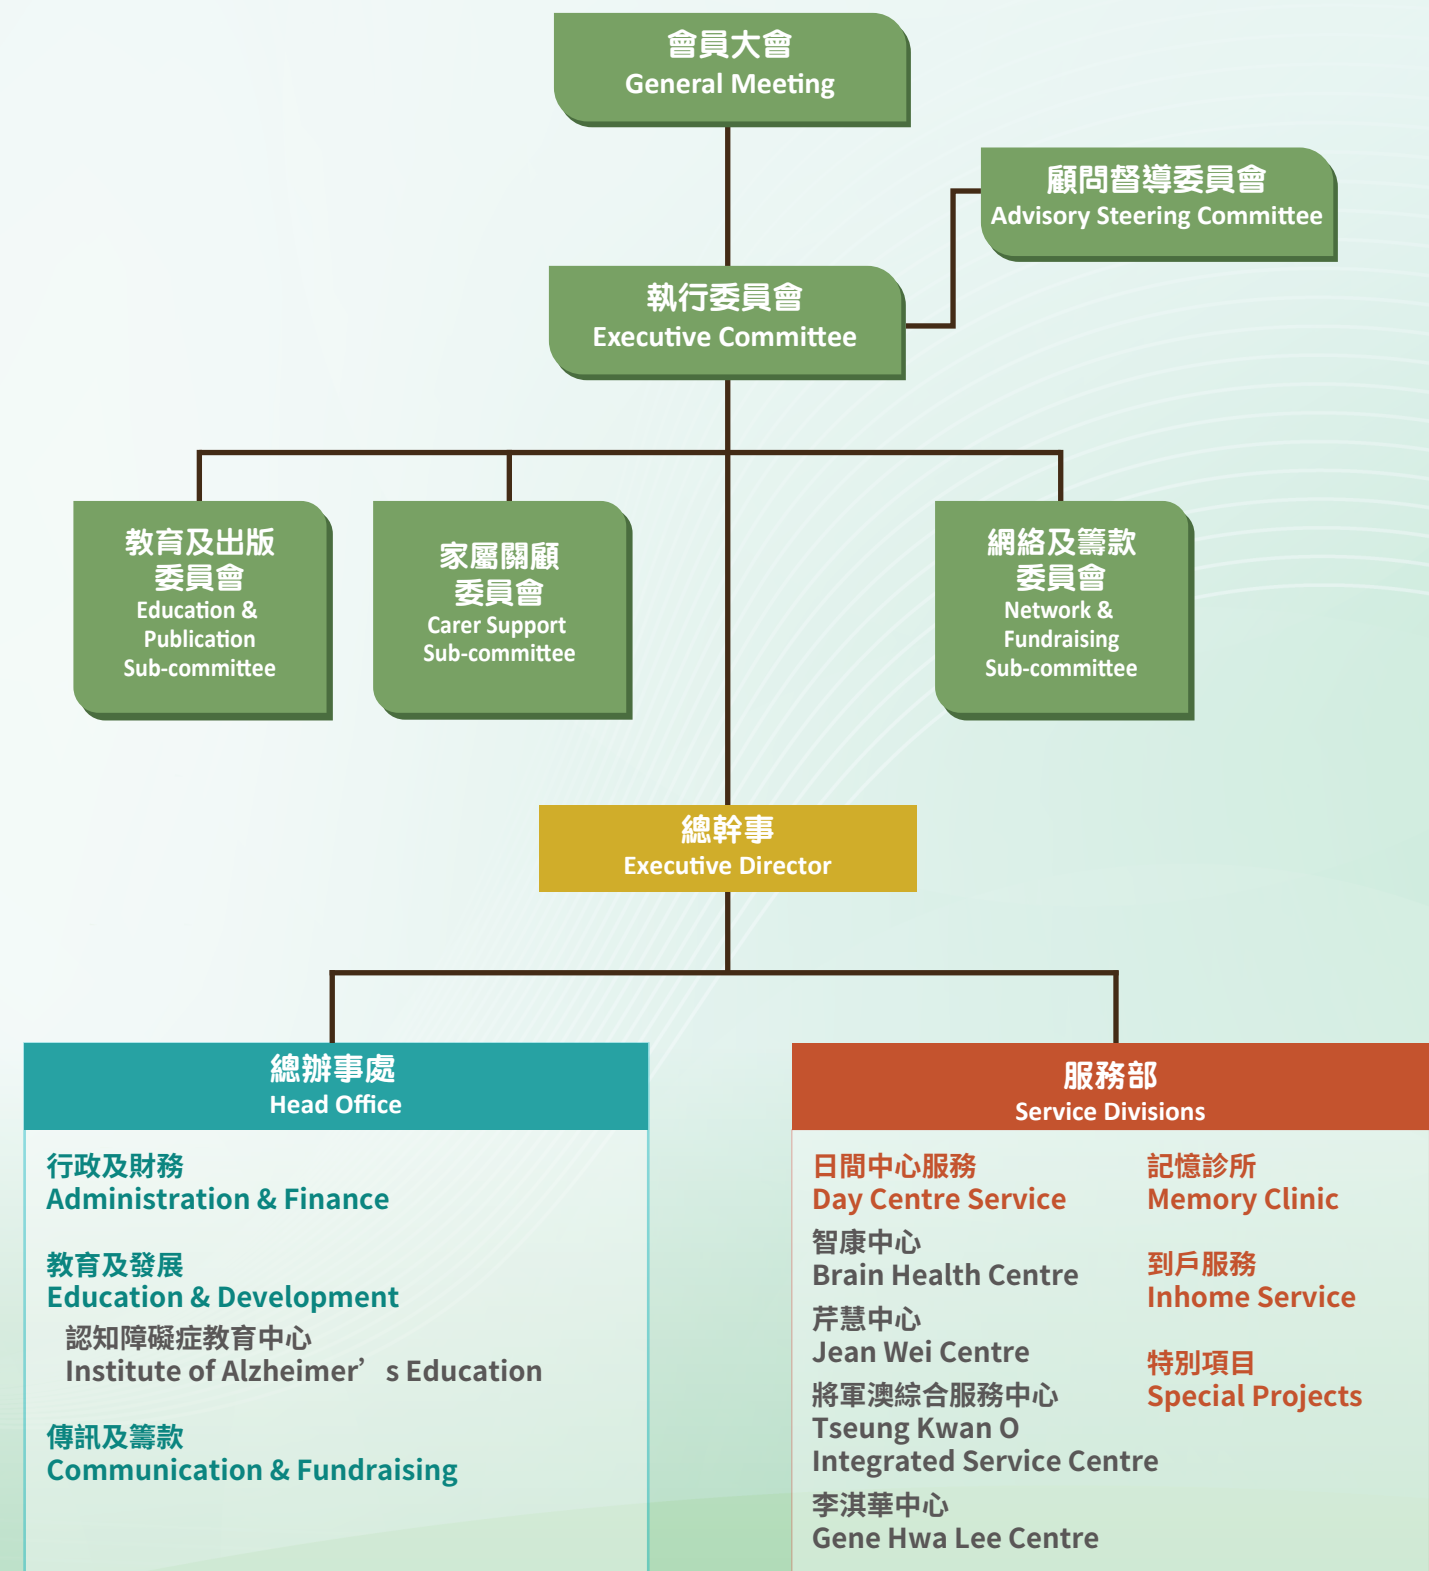 會員大會
General Meeting
顧問督導委員會
Advisory Steering Committee
執行委員會
Executive Committee
教育及出版
委員會
Education &
Publication
Sub-committee
家屬關顧
委員會
Carer Support
Sub-committee
網絡及籌款
委員會
Network &
Fundraising
Sub-committee
總幹事
Executive Director
總辦事處
Head Office
行政及財務
Administration & Finance
教育及發展
Education & Development
認知障礙症教育中心
Institute of Alzheimer’s Education
傳訊及籌款
Communication & Fundraising
服務部
Service Divisions
日間中心服務
Day Centre Service
智康中心
Brain Health Centre
芹慧中心
Jean Wei Centre
將軍澳綜合服務中心
Tseung Kwan O
Integrated Service Centre
李淇華中心
Gene Hwa Lee Centre
記憶診所
Memory Clinic
到戶服務
Inhome Service
特別項目
Special Projects